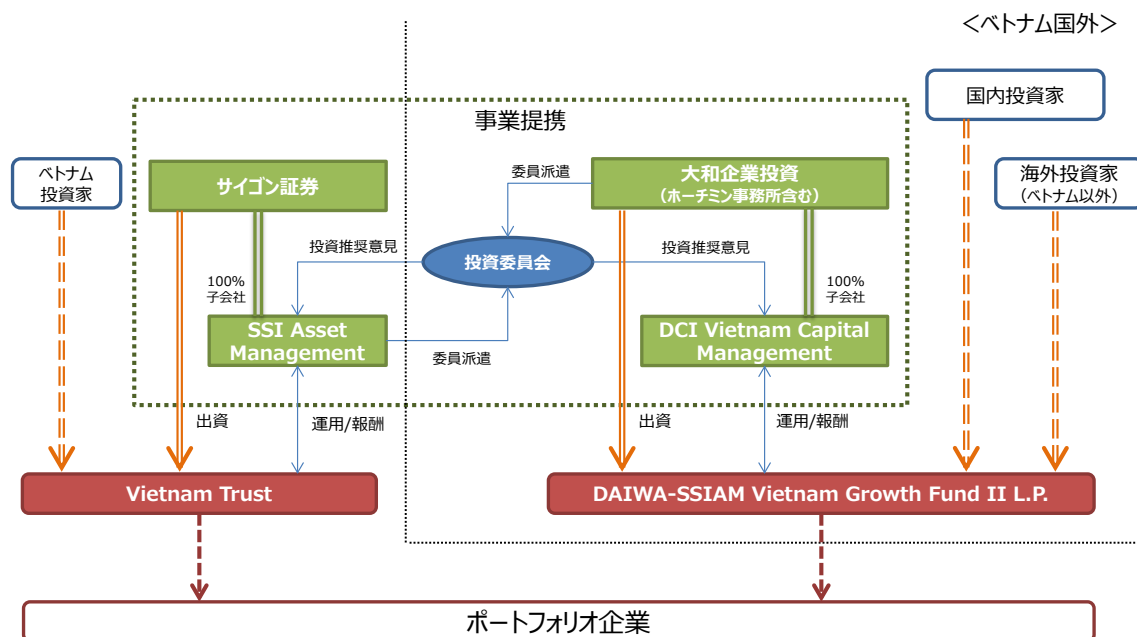 ＜ベトナム国外＞
国内投資家
事業提携
ベトナム
投資家
サイゴン証券
委員派遣
大和企業投資
（ホーチミン事務所含む）
海外投資家
（ベトナム以外）
投資推奨意見
投資委員会
投資推奨意見
100%
子会社
100%
子会社
SSI Asset
Management
委員派遣
DCI Vietnam Capital
Management
出資
運用/報酬
出資
運用/報酬
Vietnam Trust
DAIWA-SSIAM Vietnam Growth Fund II L.P.
ポートフォリオ企業